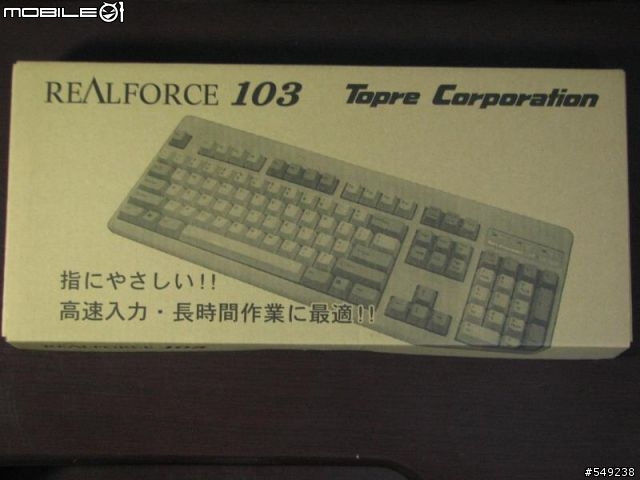 MOBILE01
REALFORCE 103 Topre Corporation
指にやさしい!!
高速入力・長時間作業に最適!!
REALFORCE 103
#549238